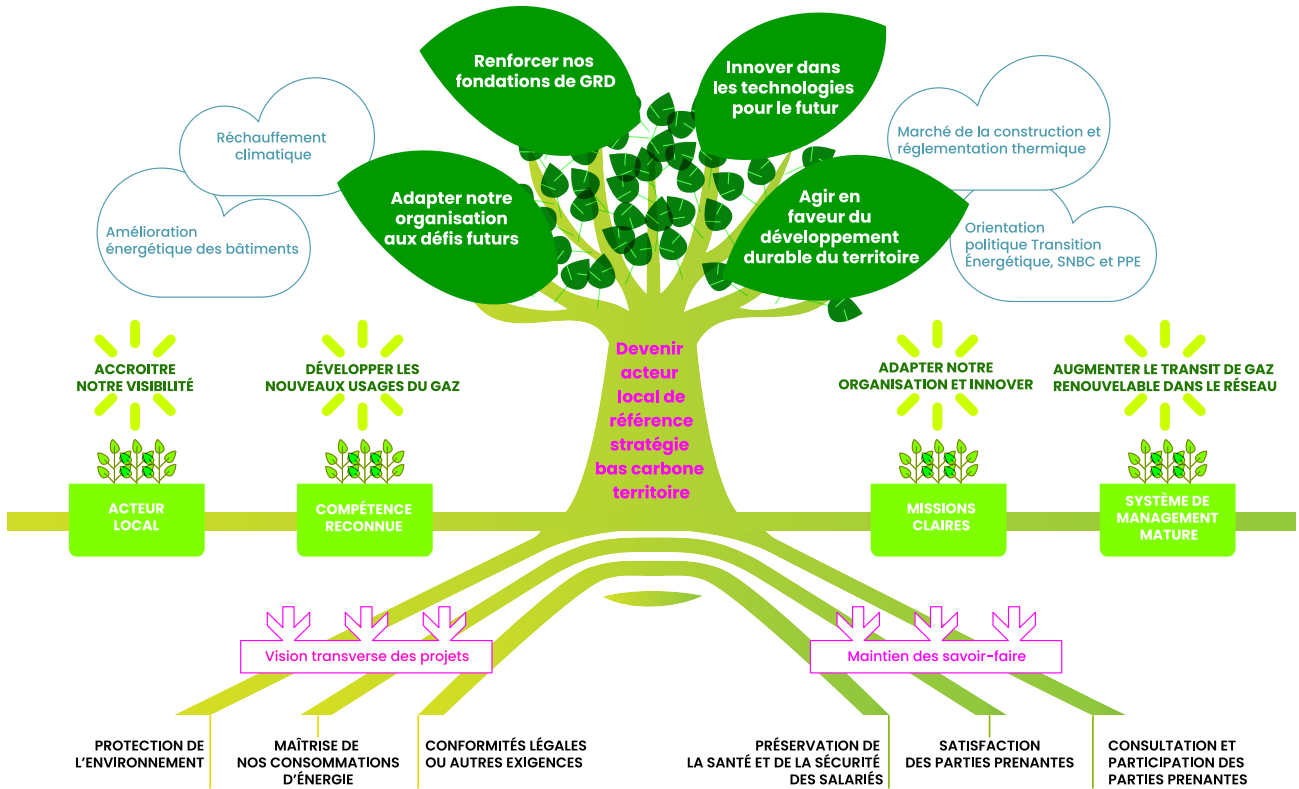 Renforcer nos
fondations de GRD
Innover dans
les technologies
pour le futur
Réchauffement
climatique
Marché de la construction et
réglementation thermique
Adapter notre
organisation
aux défis futurs
Agir en
faveur du
développement
durable du territoire
Amélioration
énergétique des bâtiments
Orientation
politique Transition
Énergétique, SNBC et PPE
Devenir
acteur
local de
référence
stratégie
bas carbone
territoire
ACCROITRE
NOTRE VISIBILITÉ
DÉVELOPPER LES
NOUVEAUX USAGES DU GAZ
ADAPTER NOTRE
ORGANISATION ET INNOVER
AUGMENTER LE TRANSIT DE GAZ
RENOUVELABLE DANS LE RÉSEAU
ACTEUR
LOCAL
COMPÉTENCE
RECONNUE
MISSIONS
CLAIRES
SYSTÈME DE
MANAGEMENT
MATURE
Vision transverse des projets
Maintien des savoir-faire
PROTECTION DE
L’ENVIRONNEMENT
MAÎTRISE DE
NOS CONSOMMATIONS
D’ÉNERGIE
CONFORMITÉS LÉGALES
OU AUTRES EXIGENCES
PRÉSERVATION DE
LA SANTÉ ET DE LA SÉCURITÉ
DES SALARIÉS
SATISFACTION
DES PARTIES PRENANTES
CONSULTATION ET
PARTICIPATION DES
PARTIES PRENANTES